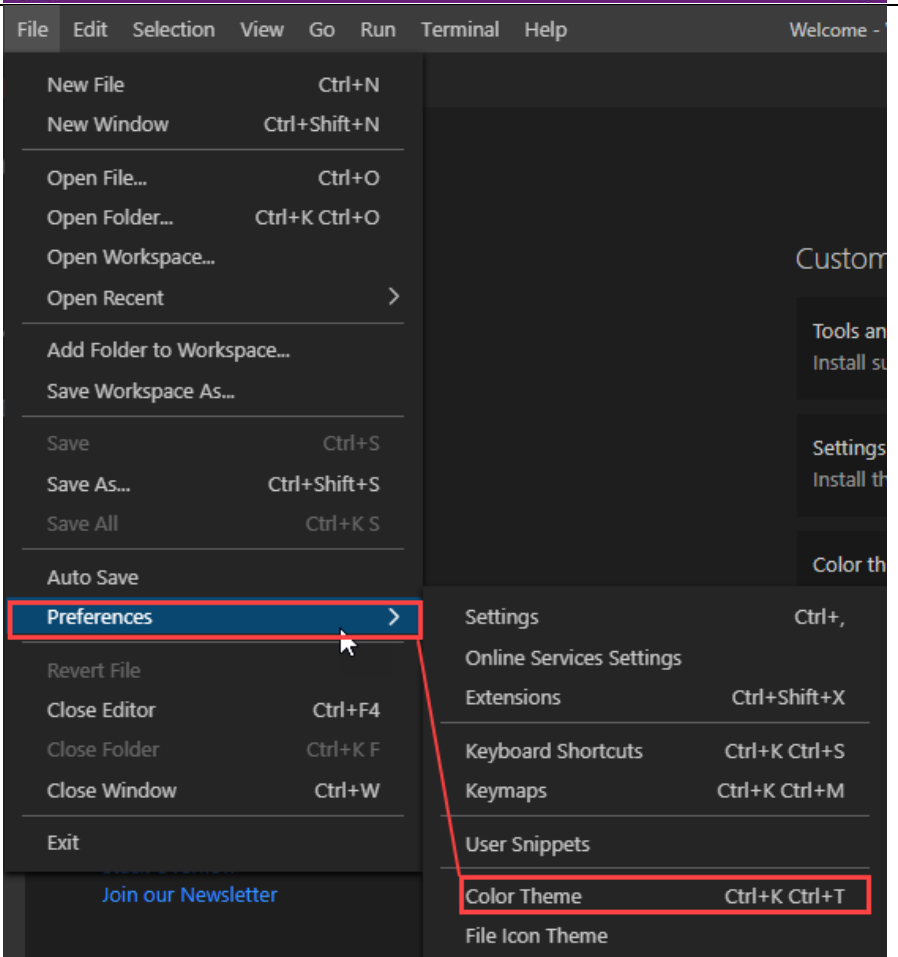 File Edit Selection View Go Run Terminal Help Welcome -
New File Ctrl+N
New Window Ctrl+Shift+N
Open File... Ctrl+O
Open Folder... Ctrl+K Ctrl+O
Open Workspace...
Open Recent
Add Folder to Workspace...
Save Workspace As...
Save Ctrl+S
Save As... Ctrl+Shift+S
Save All Ctrl+K S
Auto Save
Preferences
Revert File
Close Editor Ctrl+F4
Close Folder Ctrl+K F
Close Window Ctrl+W
Exit
Join our Newsletter
Settings Ctrl+,
Online Services Settings
Extensions Ctrl+Shift+X
Keyboard Shortcuts Ctrl+K Ctrl+S
Keymaps Ctrl+K Ctrl+M
User Snippets
Color Theme Ctrl+K Ctrl+T
File Icon Theme
Custom
Tools an
Install su
Settings
Install th
Color th